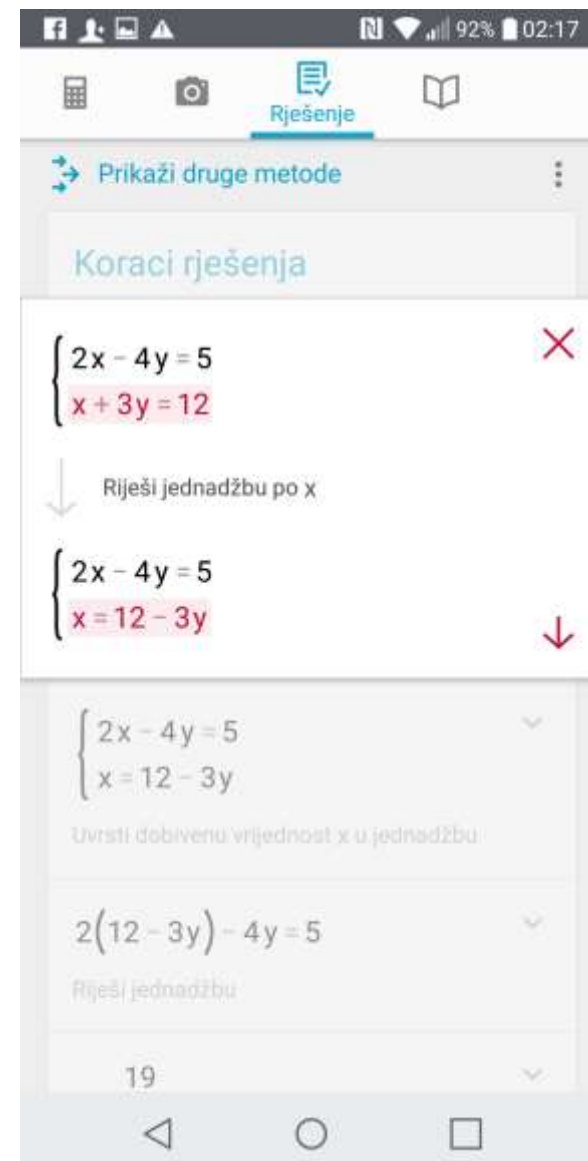 92% 02:17
Rješenje
Prikaži druge metode
Koraci rješenja
2x - 4y = 5
x + 3y = 12
Riješi jednadžbu po x
2x - 4y = 5
x = 12 - 3y
2x - 4y = 5
x = 12 - 3y
Uvrsti dobivenu vrijednost x u jednadžbu
2(12 - 3y) - 4y = 5
Riješi jednadžbu
19